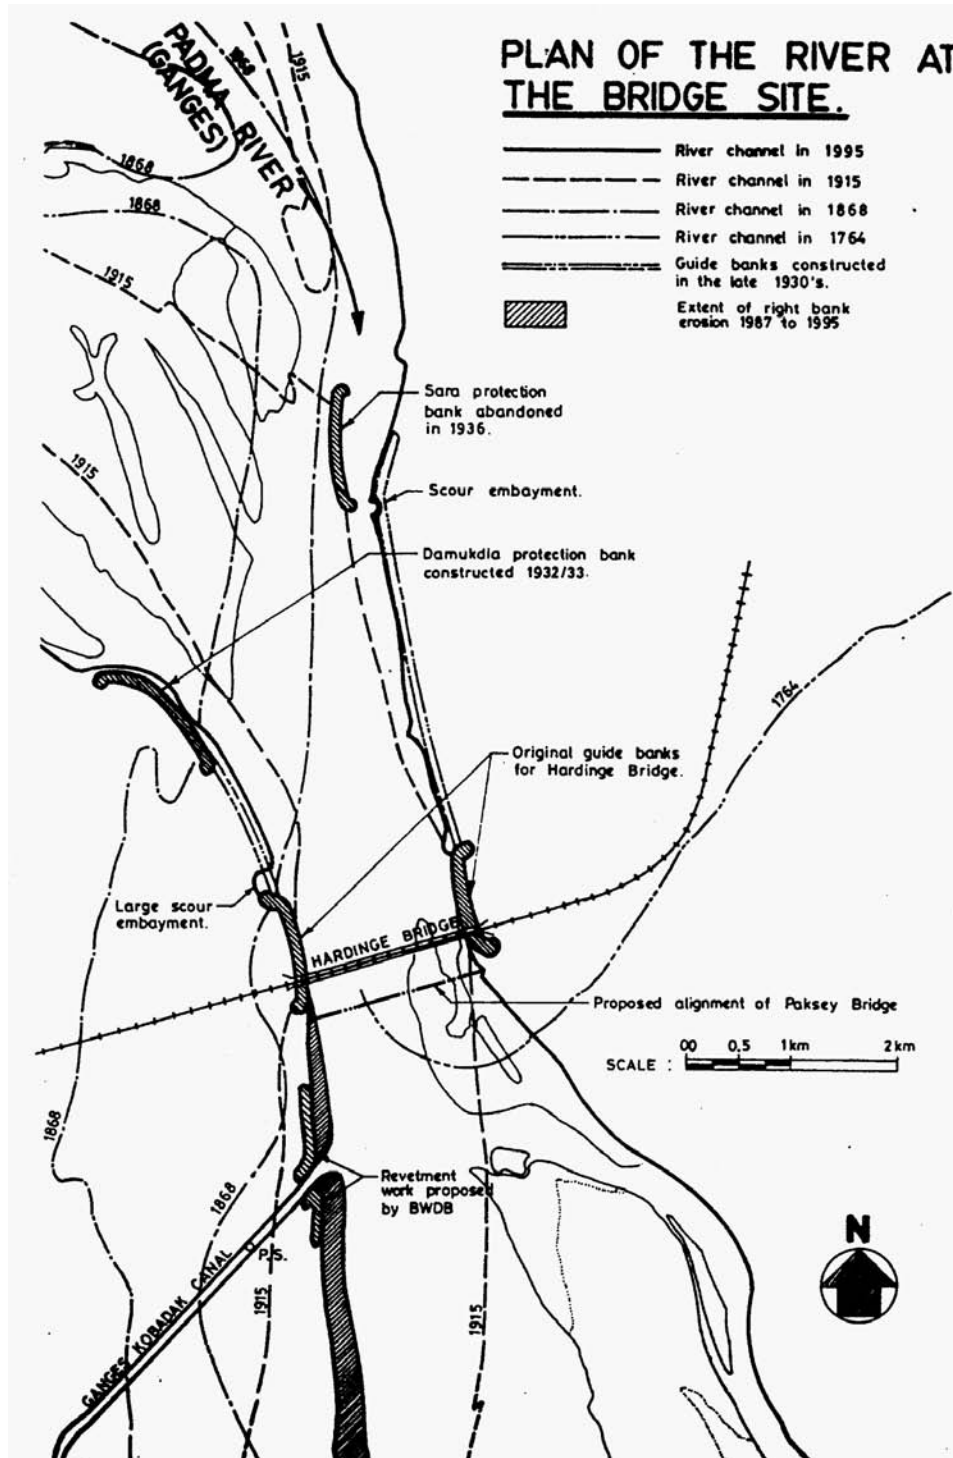 PLAN OF THE RIVER AT
THE BRIDGE SITE.
River channel in 1995
River channel in 1915
River channel in 1868
River channel in 1764
Guide banks constructed
in the late 1930's.
Extent of right bank
erosion 1987 to 1995
PADMA RIVER
(GANGES)
1868
1915
1868
1868
1915
Sara protection
bank abandoned
in 1936.
1915
Scour embayment.
Damukdia protection bank
constructed 1932/33.
1764
Original guide banks
for Hardinge Bridge.
Large scour
embayment.
HARDINGE BRIDGE
Proposed alignment of Paksey Bridge
00 0.5 1km 2km
SCALE :
1868
Revetment
work proposed
by BWDB
1868
P.S.
GANGES KOBADAK CANAL
1915
1915
N